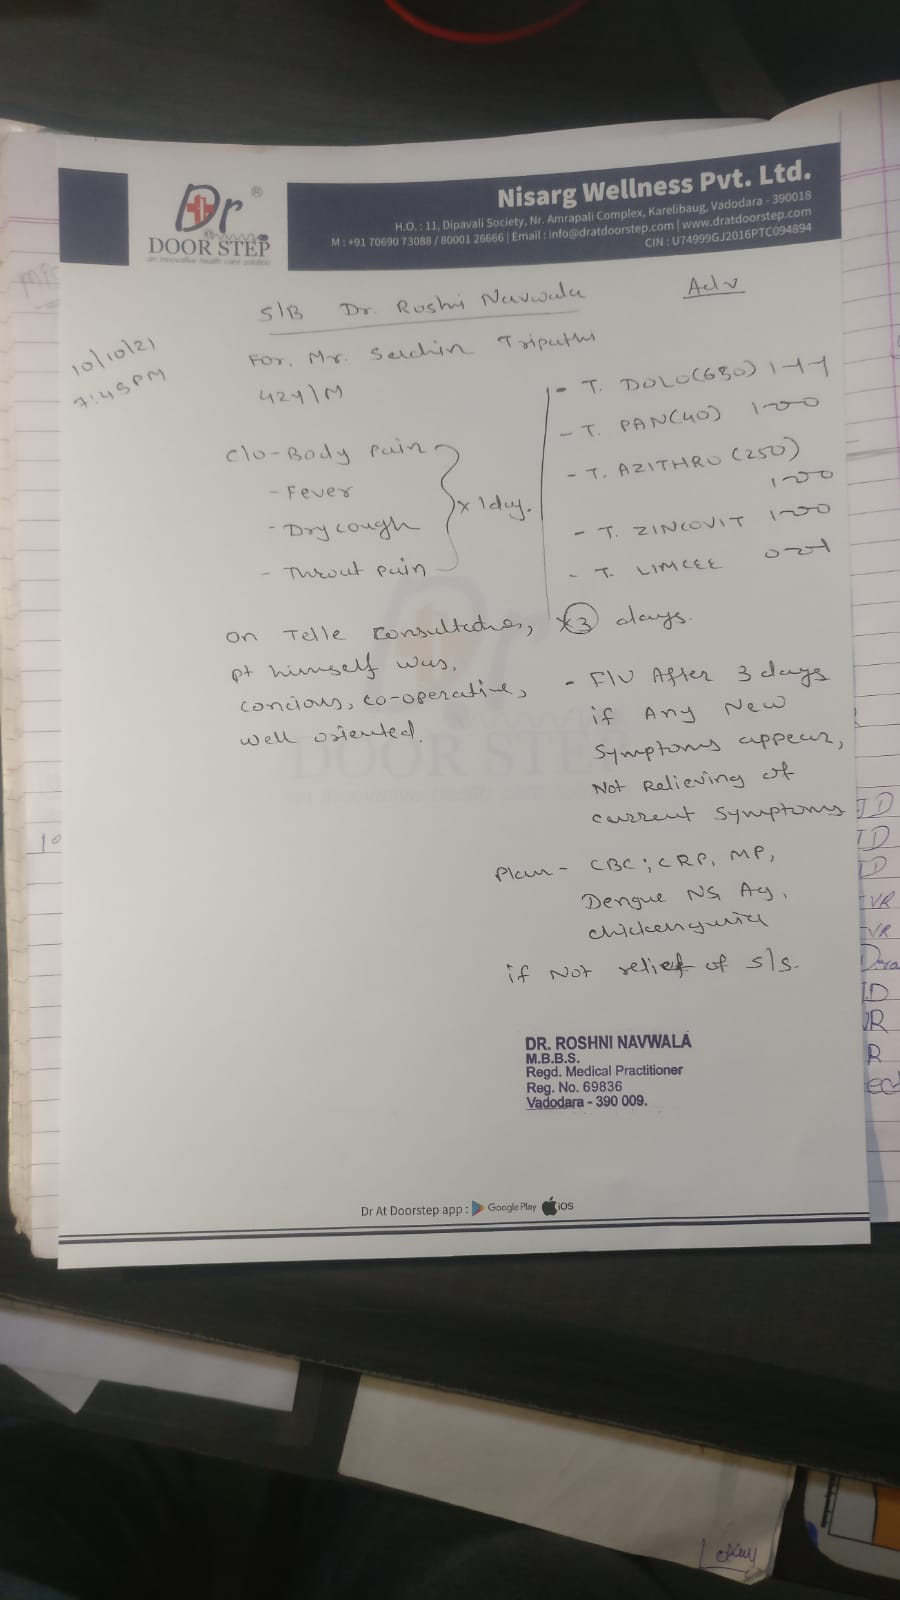 Dr®
DOOR STEP
an innovative health care solution
Nisarg Wellness Pvt. Ltd.
H.O. : 11, Dipavali Society, Nr. Amrapali Complex, Karelibaug, Vadodara - 390018
M : +91 70690 73088 / 80001 26666 | Email : info@dratdoorstep.com | www.dratdoorstep.com
CIN : U74999GJ2016PTC094894
S/B Dr. Roshni Navwala
10/10/21
7:45PM
For, Mr. Sachin Tripathi
42y/M
C/o - Body pain
- Fever
- Dry cough
- Throat pain
x 1 day.
On Telle consultation,
pt himself was,
concious, co-operative,
well oriented.
Adv
- T. DOLO(650) 1-1-1
- T. PAN(40) 1-0-0
- T. AZITHRO (250)
1-0-0
- T. ZINCOVIT 1-0-0
- T. LIMCEE 0-0-1
x3 days.
- F/U After 3 days
if Any New
symptoms appear,
Not Relieving of
current symptoms
Plan - CBC; CRP, MP,
Dengue NS1 Ag,
chickengunia
if Not relief of s/s.
DR. ROSHNI NAVWALA
M.B.B.S.
Regd. Medical Practitioner
Reg. No. 69836
Vadodara - 390 009.
Dr At Doorstep app : Google Play iOS